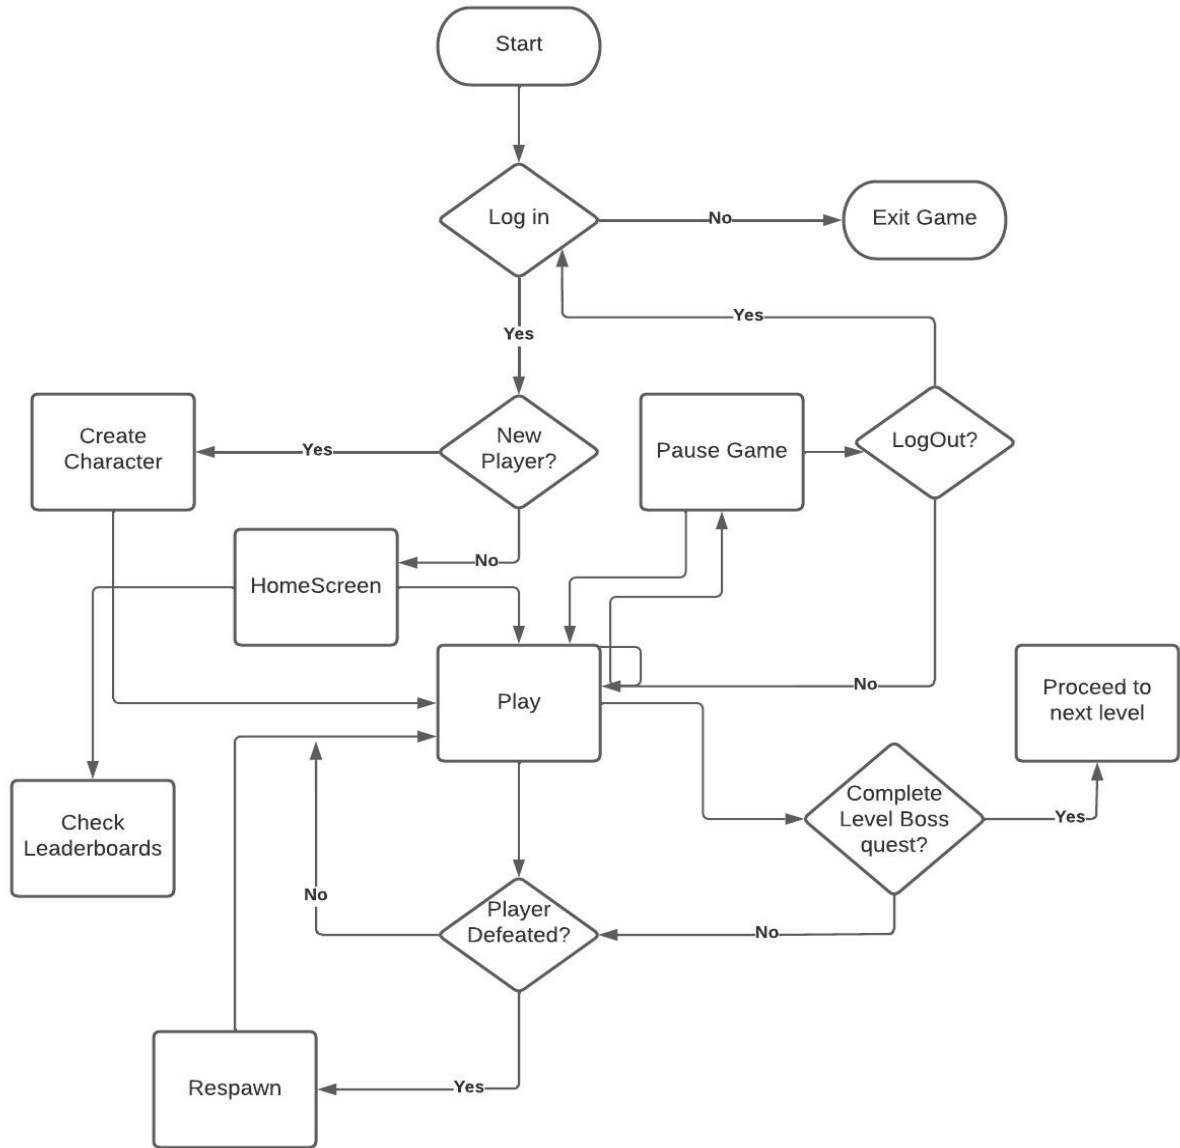 Start
Log in
No
Exit Game
Yes
Yes
Create
Character
Yes
New
Player?
Pause Game
LogOut?
No
HomeScreen
Play
No
Proceed to
next level
Check
Leaderboards
Complete
Level Boss
quest?
Yes
No
Player
Defeated?
No
Respawn
Yes